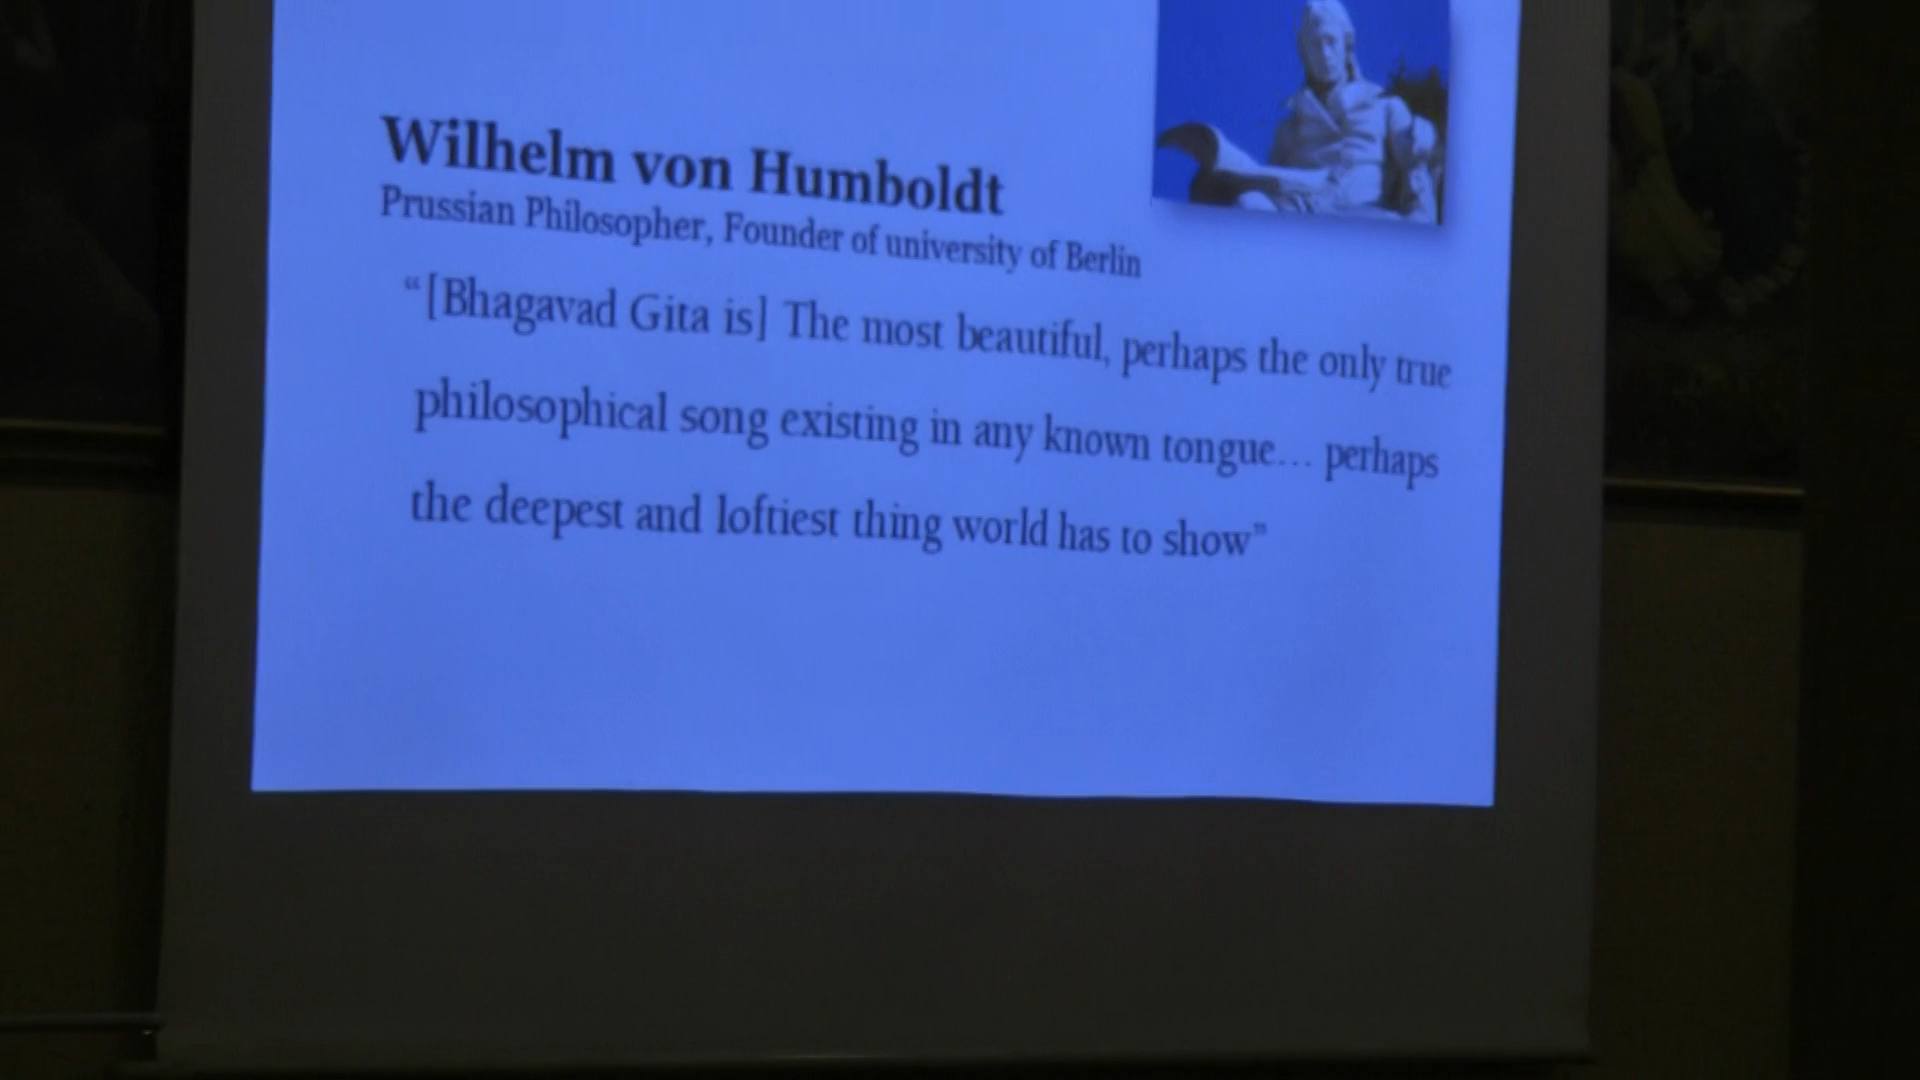 Wilhelm von Humboldt
Prussian Philosopher, Founder of university of Berlin
“[Bhagavad Gita is] The most beautiful, perhaps the only true
philosophical song existing in any known tongue… perhaps
the deepest and loftiest thing world has to show”